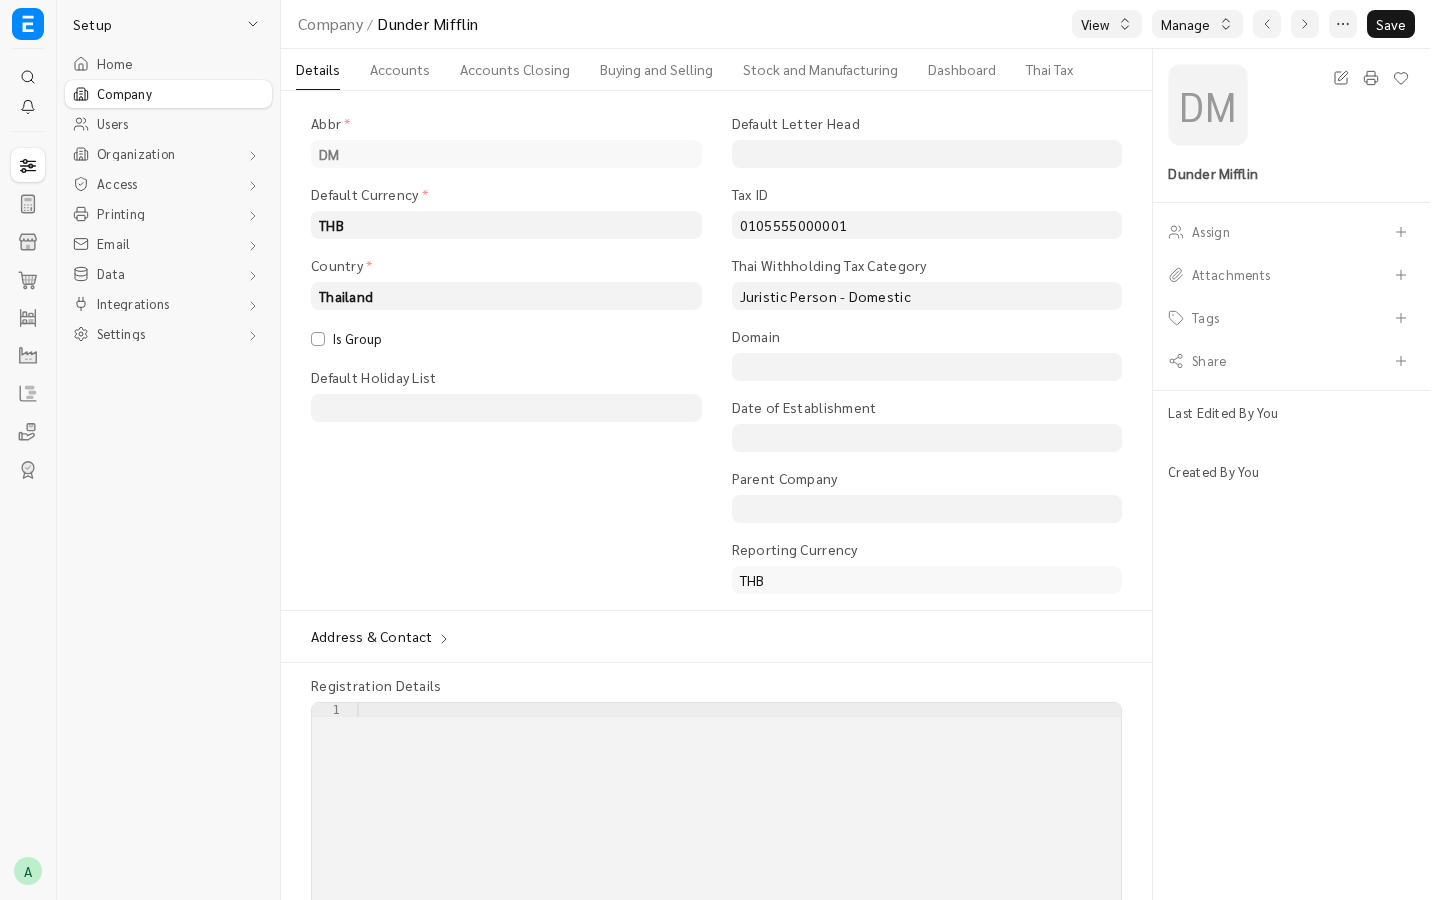 Setup
Home
Company
Users
Organization
Access
Printing
Email
Data
Integrations
Settings
A
Company / Dunder Mifflin
View
Manage
Save
Details
Accounts
Accounts Closing
Buying and Selling
Stock and Manufacturing
Dashboard
Thai Tax
Abbr *
DM
Default Currency *
THB
Country *
Thailand
Is Group
Default Holiday List
Default Letter Head
Tax ID
0105555000001
Thai Withholding Tax Category
Juristic Person - Domestic
Domain
Date of Establishment
Parent Company
Reporting Currency
THB
Address & Contact
Registration Details
1
DM
Dunder Mifflin
Assign
Attachments
Tags
Share
Last Edited By You
Created By You